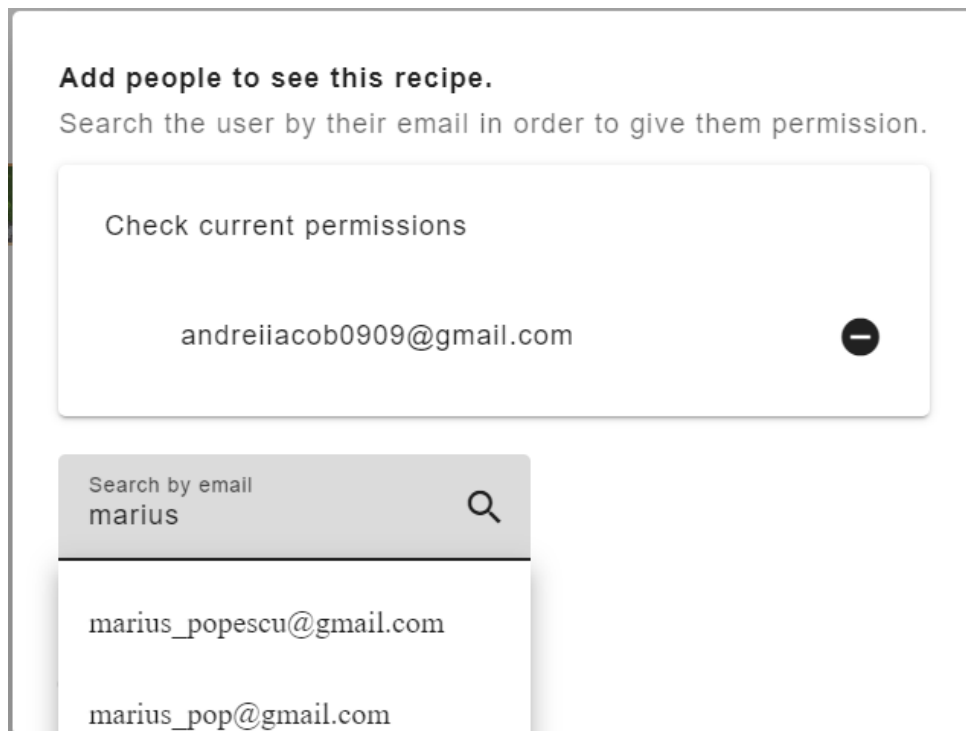 Add people to see this recipe.
Search the user by their email in order to give them permission.
Check current permissions
andreiiacob0909@gmail.com
Search by email
marius
marius_popescu@gmail.com
marius_pop@gmail.com